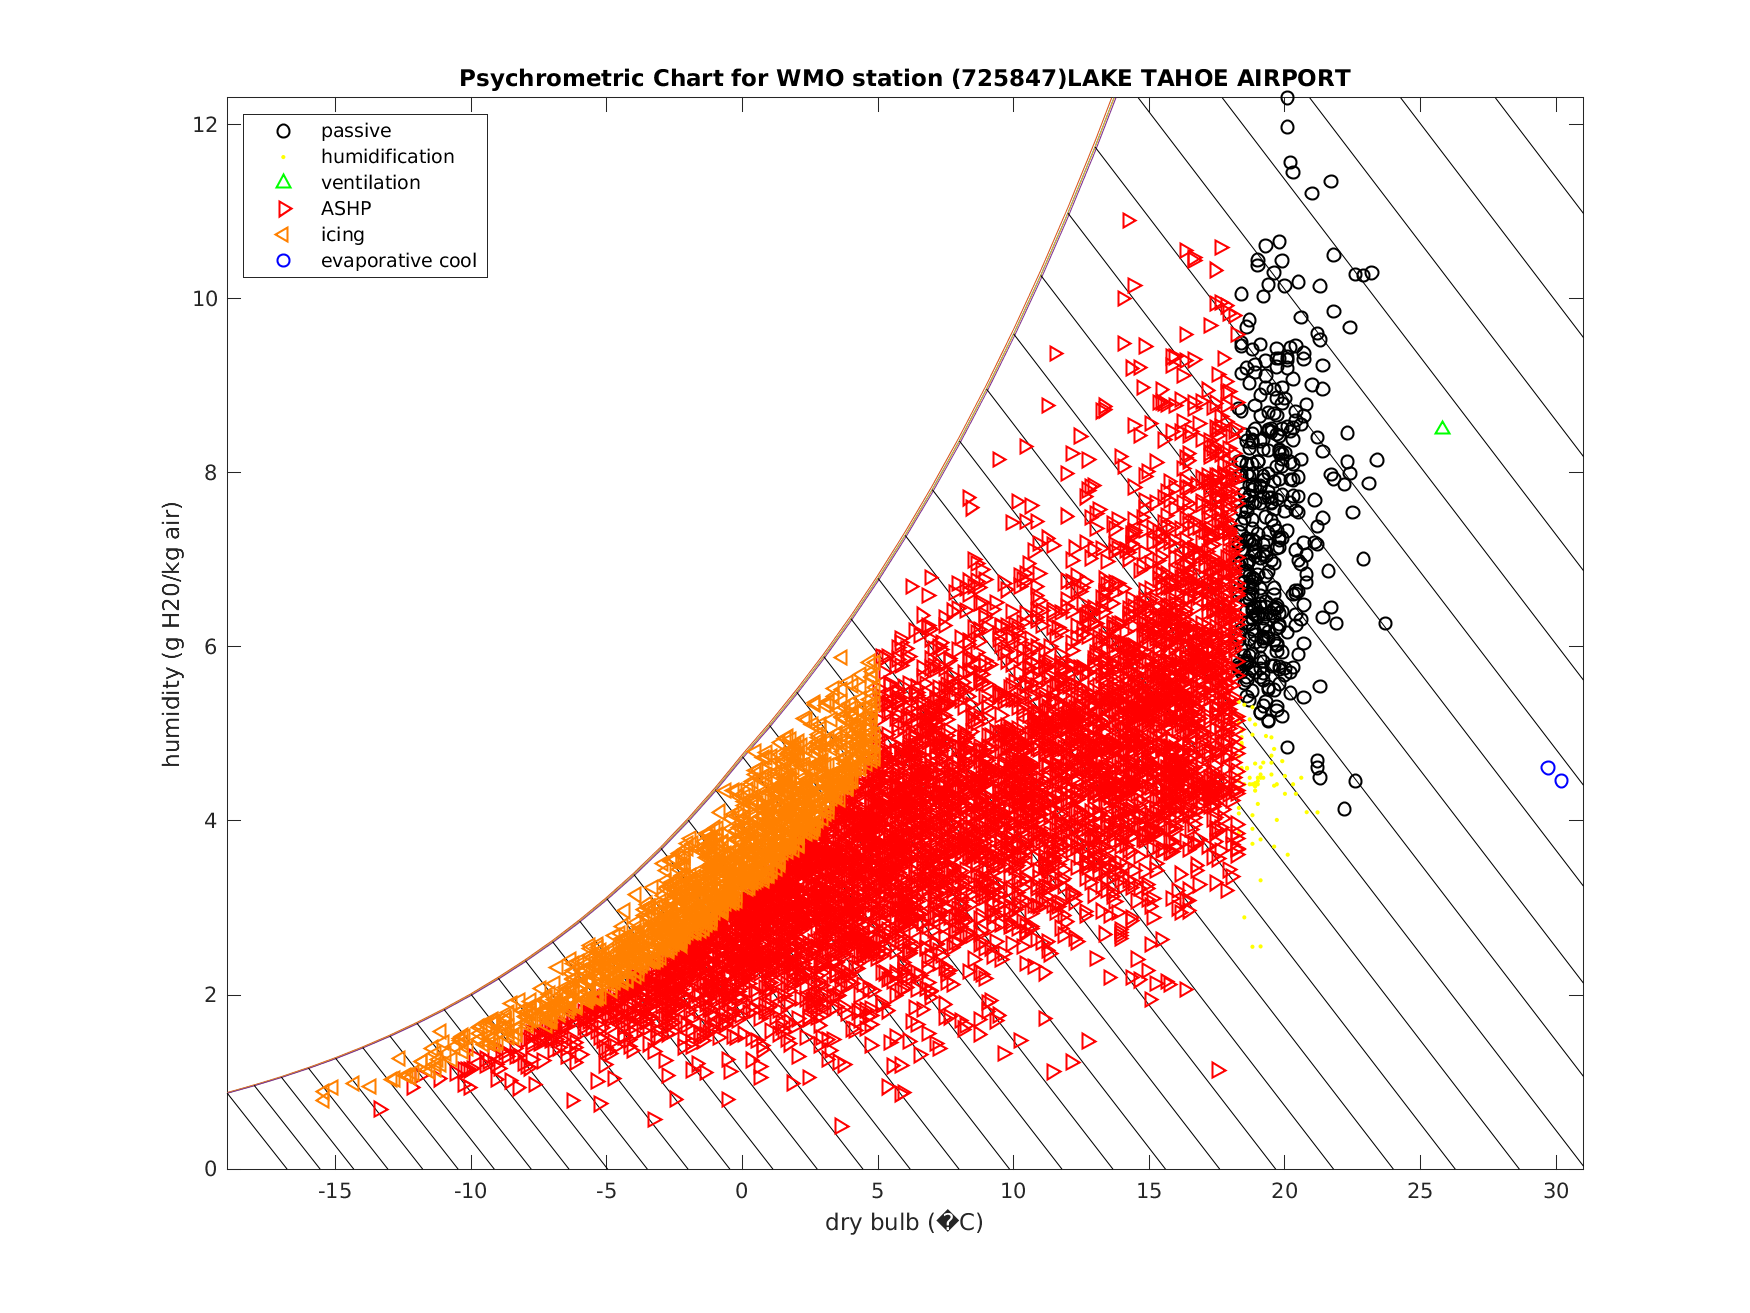 Psychrometric Chart for WMO station (725847)LAKE TAHOE AIRPORT
passive
humidification
ventilation
ASHP
icing
evaporative cool
12
10
8
6
4
2
0
humidity (g H20/kg air)
-15 -10 -5 0 5 10 15 20 25 30
dry bulb (�C)